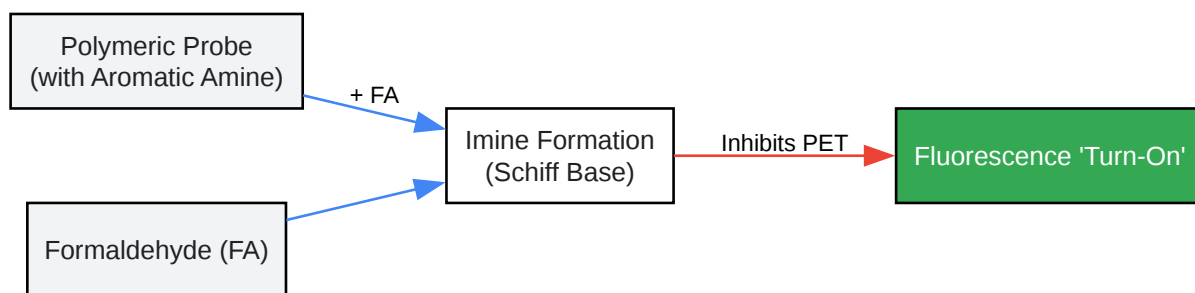 Polymeric Probe
(with Aromatic Amine)
+ FA
Formaldehyde (FA)
Imine Formation
(Schiff Base)
Inhibits PET
Fluorescence 'Turn-On'